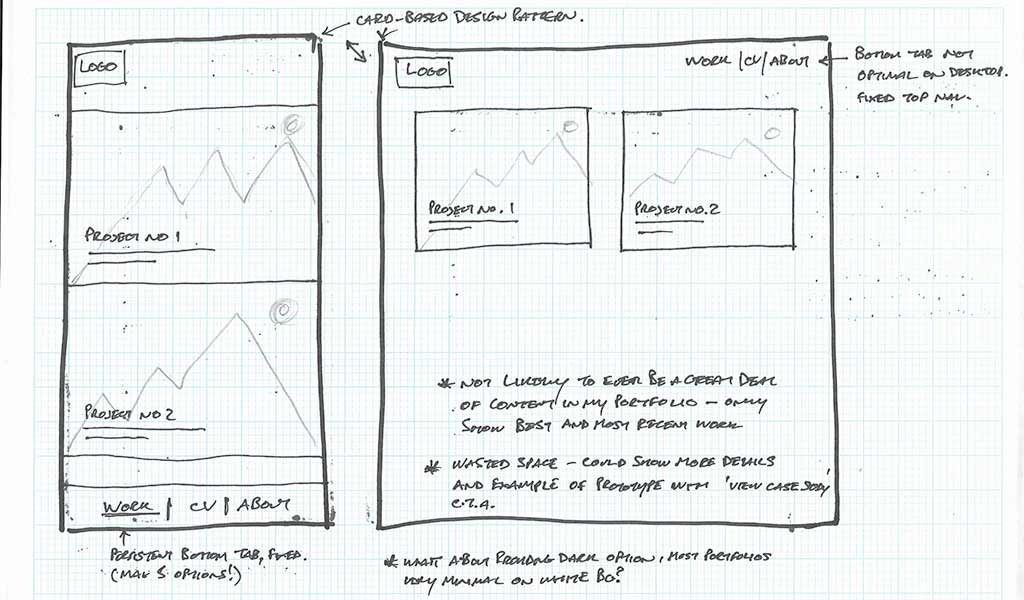 CARD-BASED DESIGN PATTERN.
LOGO
PROJECT NO 1
PROJECT NO 2
WORK | CV | ABOUT
PERSISTENT BOTTOM TAB, FIXED.
(MAX 5 OPTIONS!)
LOGO
WORK | CV | ABOUT
BOTTOM TAB NOT
OPTIMAL ON DESKTOP.
FIXED TOP NAV.
PROJECT NO. 1
PROJECT NO. 2
* NOT LIKELY TO EVER BE A GREAT DEAL
OF CONTENT IN MY PORTFOLIO – ONLY
SHOW BEST AND MOST RECENT WORK
* WASTED SPACE – COULD SHOW MORE DETAILS
AND EXAMPLE OF PROTOTYPE WITH 'VIEW CASE STUDY'
C.T.A.
* WHAT ABOUT PROVIDING DARK OPTION, MOST PORTFOLIOS
VERY MINIMAL ON WHITE BG?